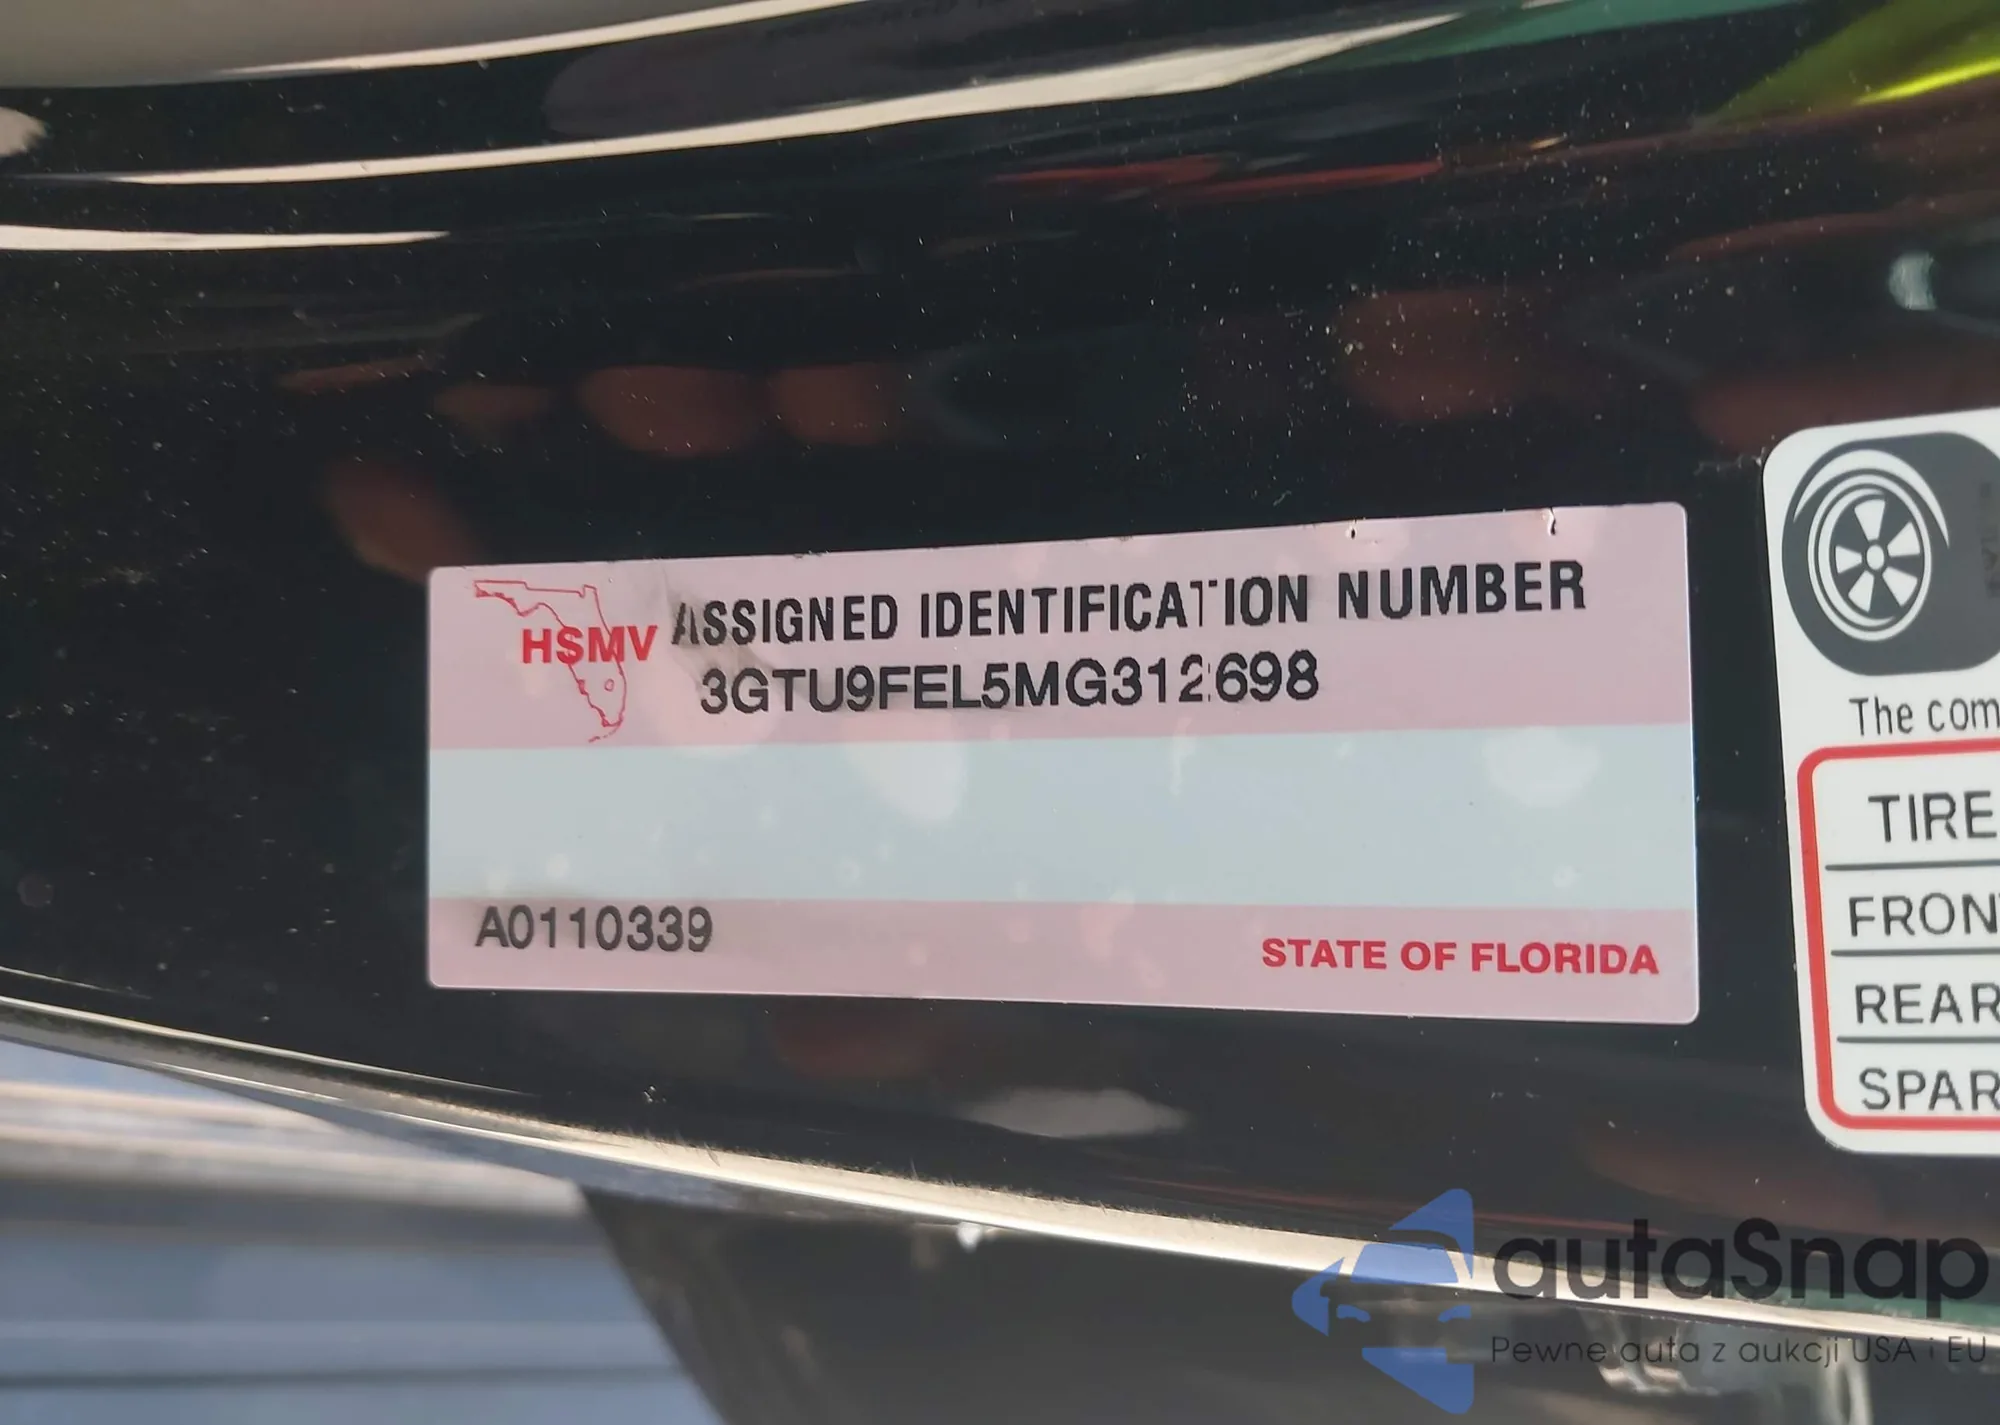 ASSIGNED IDENTIFICATION NUMBER
HSMV
3GTU9FEL5MG312698
A0110339
STATE OF FLORIDA
The com
TIRE
FRON
REAR
SPAR
autaSnap
Pewne auta z aukcji USA i EU